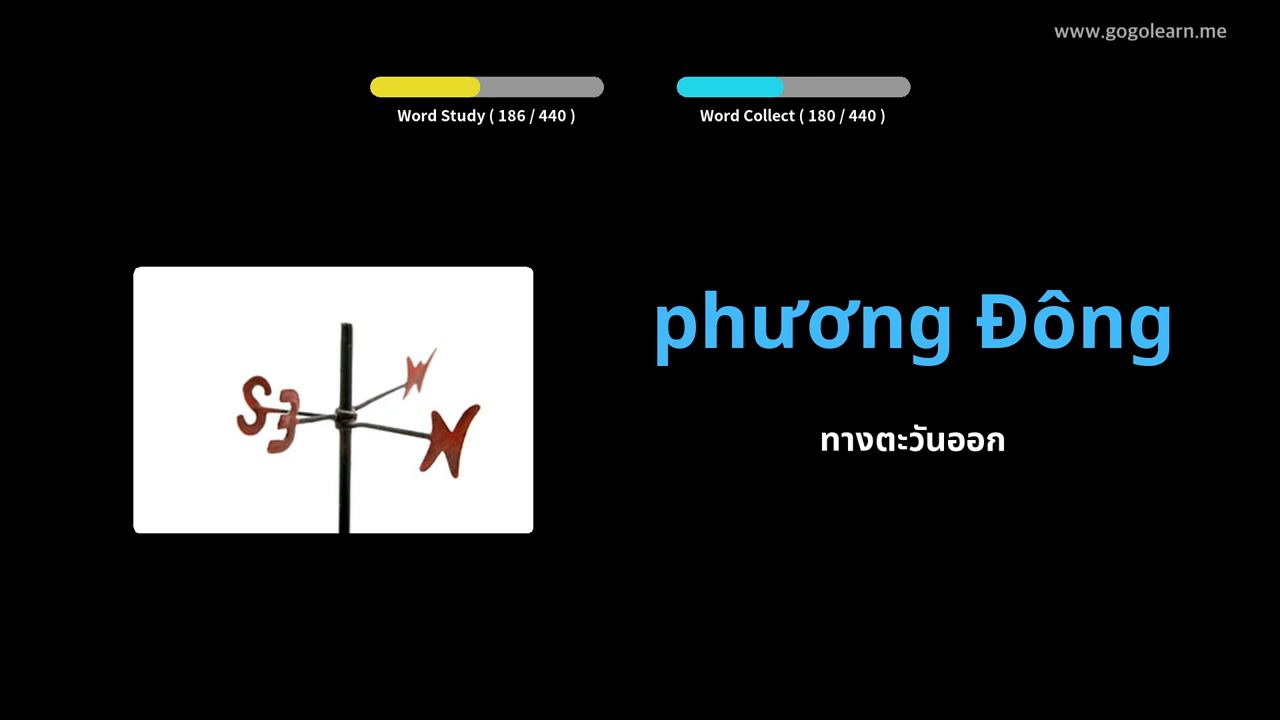 www.gogolearn.me
Word Study ( 186 / 440 )
Word Collect ( 180 / 440 )
phương Đông
ทางตะวันออก
S E N N